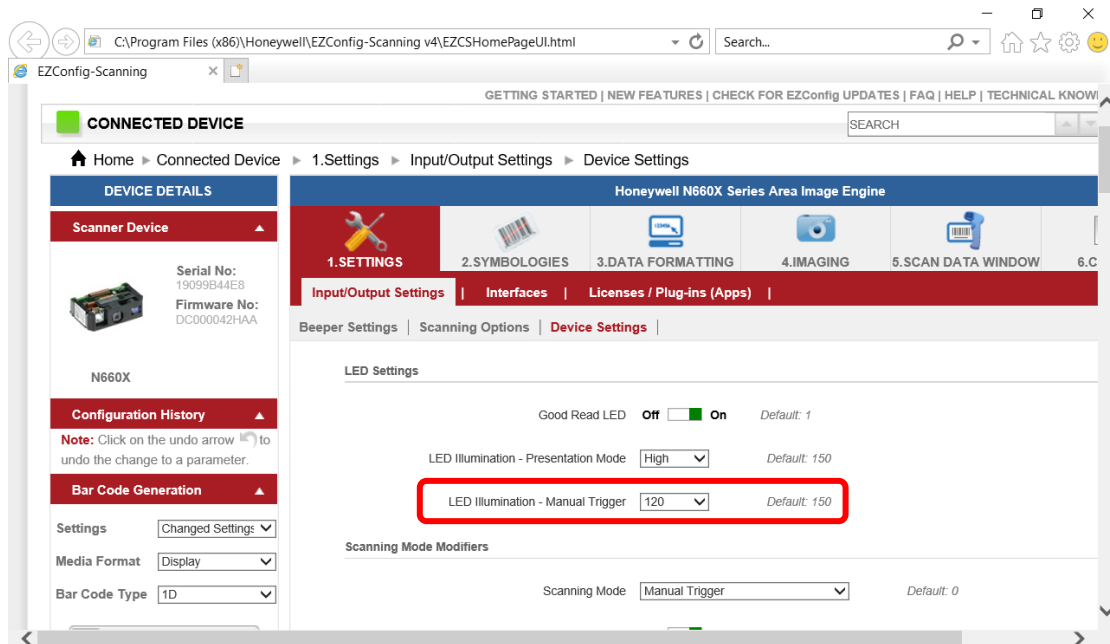 C:\Program Files (x86)\Honeywell\EZConfig-Scanning v4\EZCSHomePageUI.html
Search...
EZConfig-Scanning
GETTING STARTED | NEW FEATURES | CHECK FOR EZConfig UPDATES | FAQ | HELP | TECHNICAL KNOW
CONNECTED DEVICE
SEARCH
Home Connected Device 1.Settings Input/Output Settings Device Settings
DEVICE DETAILS
Honeywell N660X Series Area Image Engine
Scanner Device
Serial No:
19099B44E8
Firmware No:
DC000042HAA
N660X
1.SETTINGS
2.SYMBOLOGIES
3.DATA FORMATTING
4.IMAGING
5.SCAN DATA WINDOW
6.C
Input/Output Settings | Interfaces | Licenses / Plug-ins (Apps) |
Beeper Settings | Scanning Options | Device Settings |
Configuration History
Note: Click on the undo arrow to
undo the change to a parameter.
Bar Code Generation
Settings Changed Settings
Media Format Display
Bar Code Type 1D
LED Settings
Good Read LED Off On Default: 1
LED Illumination - Presentation Mode High Default: 150
LED Illumination - Manual Trigger 120 Default: 150
Scanning Mode Modifiers
Scanning Mode Manual Trigger Default: 0